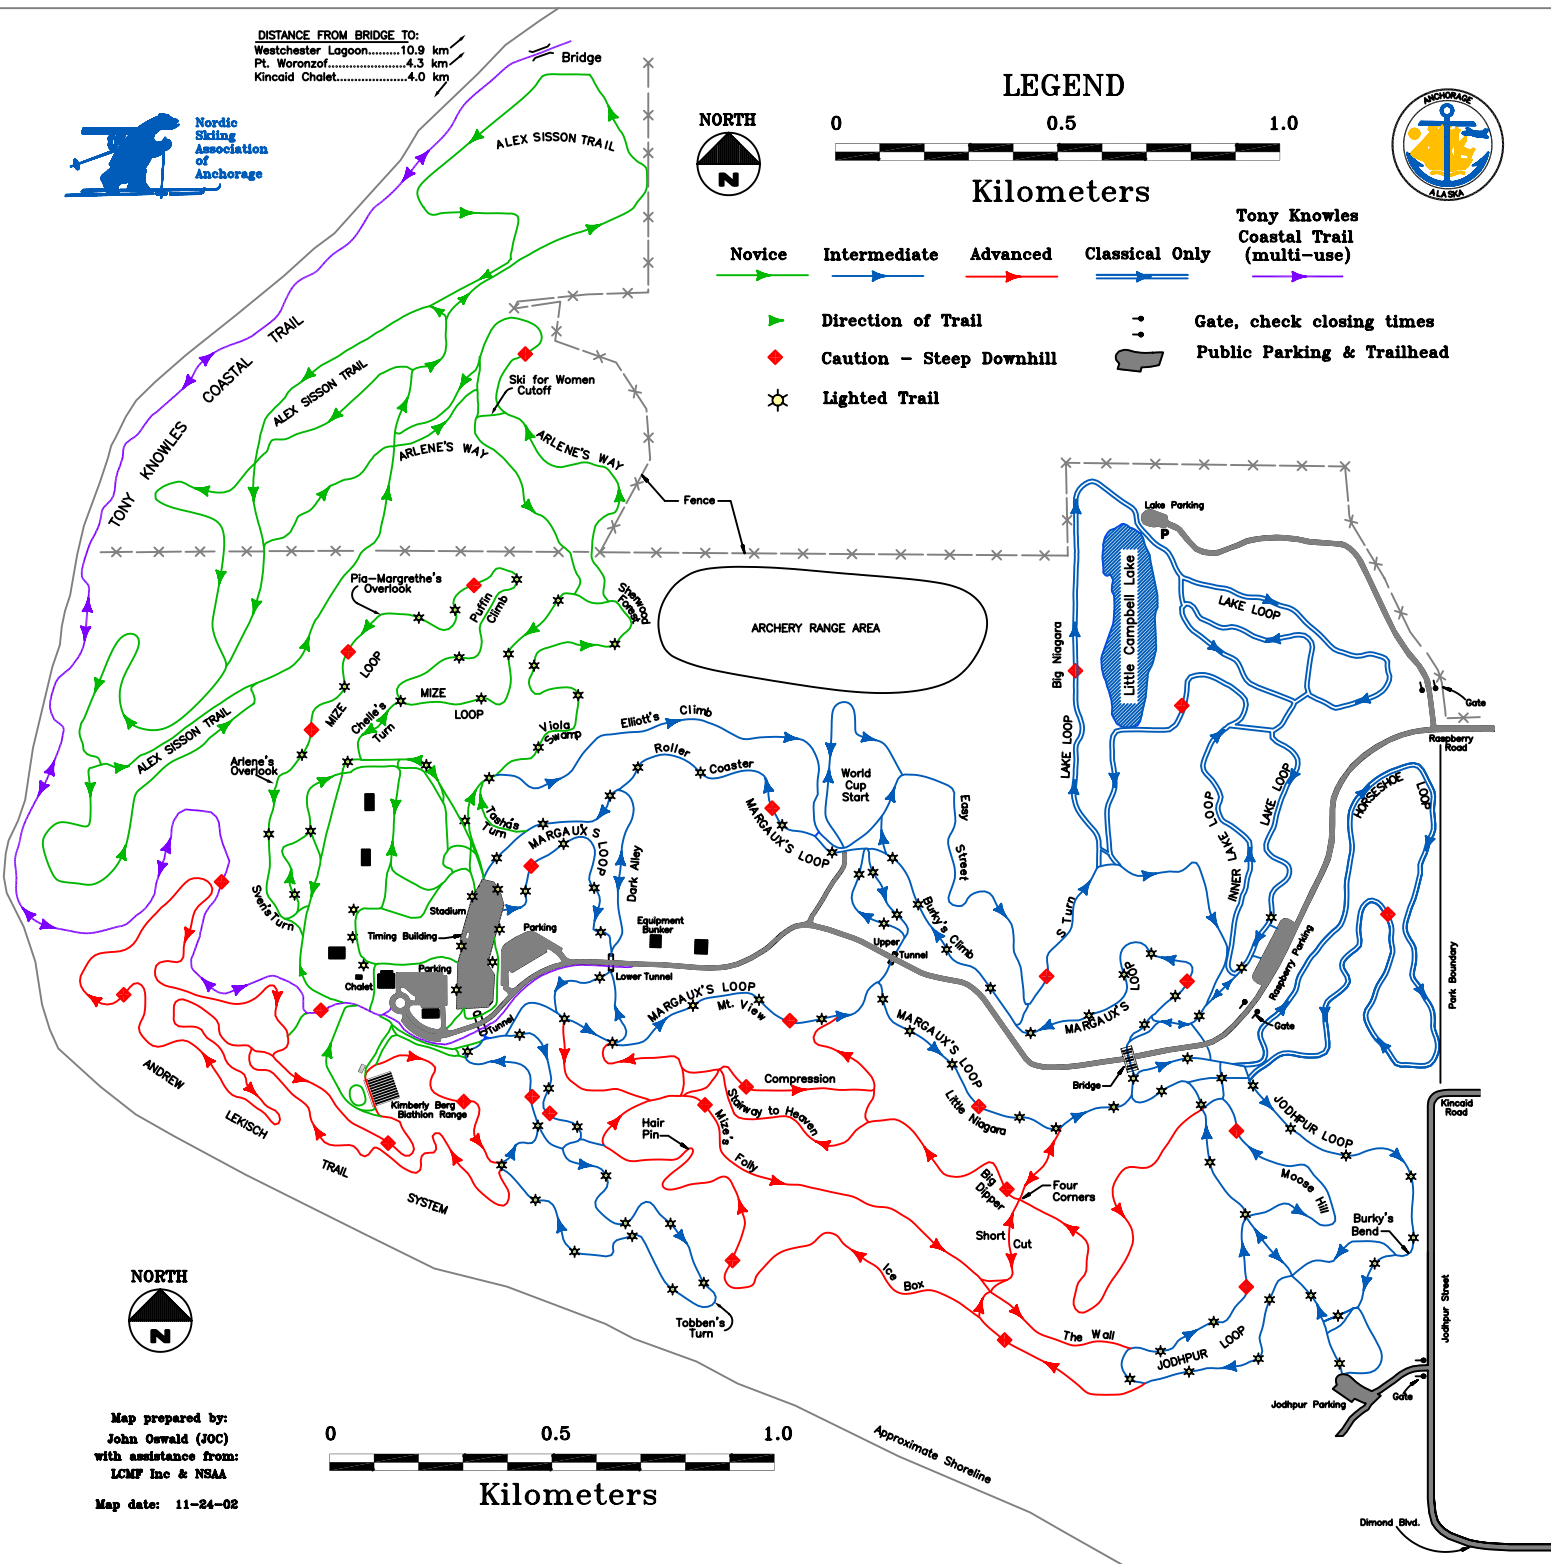 DISTANCE FROM BRIDGE TO:
Westchester Lagoon.........10.9 km
Pt. Woronzof......................4.3 km
Kincaid Chalet....................4.0 km
Bridge
Nordic
Skiing
Association
of
Anchorage
ALEX SISSON TRAIL
NORTH
N
LEGEND
0 0.5 1.0
Kilometers
ANCHORAGE
ALASKA
Novice
Intermediate
Advanced
Classical Only
Tony Knowles
Coastal Trail
(multi-use)
Direction of Trail
Caution - Steep Downhill
Lighted Trail
Gate, check closing times
Public Parking & Trailhead
TONY KNOWLES COASTAL TRAIL
ALEX SISSON TRAIL
Ski for Women
Cutoff
ARLENE'S WAY
ARLENE'S WAY
Fence
Lake Parking
P
Pia-Margrethe's
Overlook
Puffin
Climb
Sherwood
Forest
ARCHERY RANGE AREA
Little Campbell Lake
LAKE LOOP
Big Niagara
Gate
Raspberry
Road
MIZE LOOP
MIZE
LOOP
Chelle's
Turn
Viola
Swamp
Elliott's Climb
ALEX SISSON TRAIL
Arlene's
Overlook
Roller Coaster
World
Cup
Start
LAKE LOOP
LAKE LOOP
INNER LAKE LOOP
HORSESHOE LOOP
Tasha's
Turn
MARGAUX'S LOOP
MARGAUX'S LOOP
Easy Street
Dark Alley
Sven's Turn
Stadium
Timing Building
Parking
Equipment
Bunker
Burky's Climb
S Turn
Upper
Tunnel
Chalet
Parking
Lower Tunnel
Raspberry Parking
Park Boundary
MARGAUX'S LOOP
Mt. View
Tunnel
MARGAUX'S LOOP
MARGAUX'S LOOP
Gate
Bridge
ANDREW LEKISCH TRAIL SYSTEM
Kimberly Berg
Biathlon Range
Compression
Stairway to Heaven
Little
Niagara
Hair
Pin
Mize's Folly
JODHPUR LOOP
Kincaid
Road
Big
Dipper
Four
Corners
Moose Hill
Burky's
Bend
Short Cut
Ice Box
Tobben's
Turn
The Wall
JODHPUR LOOP
Jodhpur Street
Jodhpur Parking
Gate
NORTH
N
Map prepared by:
John Oswald (JOC)
with assistance from:
LCMF Inc & NSAA
Map date: 11-24-02
0 0.5 1.0
Kilometers
Approximate Shoreline
Dimond Blvd.